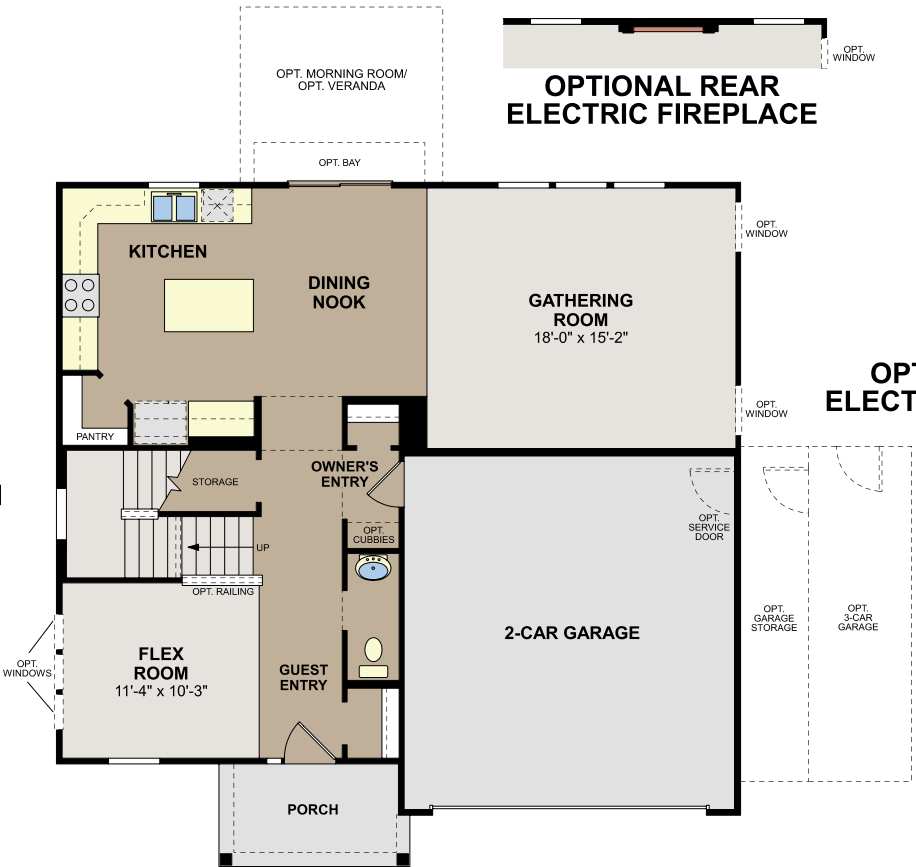 OPT. MORNING ROOM/
OPT. VERANDA
OPT.
WINDOW
OPTIONAL REAR
ELECTRIC FIREPLACE
OPT. BAY
KITCHEN
DINING
NOOK
GATHERING
ROOM
18'-0" x 15'-2"
OPT.
WINDOW
OPT.
WINDOW
OPT
ELECT
PANTRY
STORAGE
OWNER'S
ENTRY
OPT.
CUBBIES
OPT.
SERVICE
DOOR
UP
OPT. RAILING
OPT.
WINDOWS
FLEX
ROOM
11'-4" x 10'-3"
GUEST
ENTRY
2-CAR GARAGE
OPT.
GARAGE
STORAGE
OPT.
3-CAR
GARAGE
PORCH